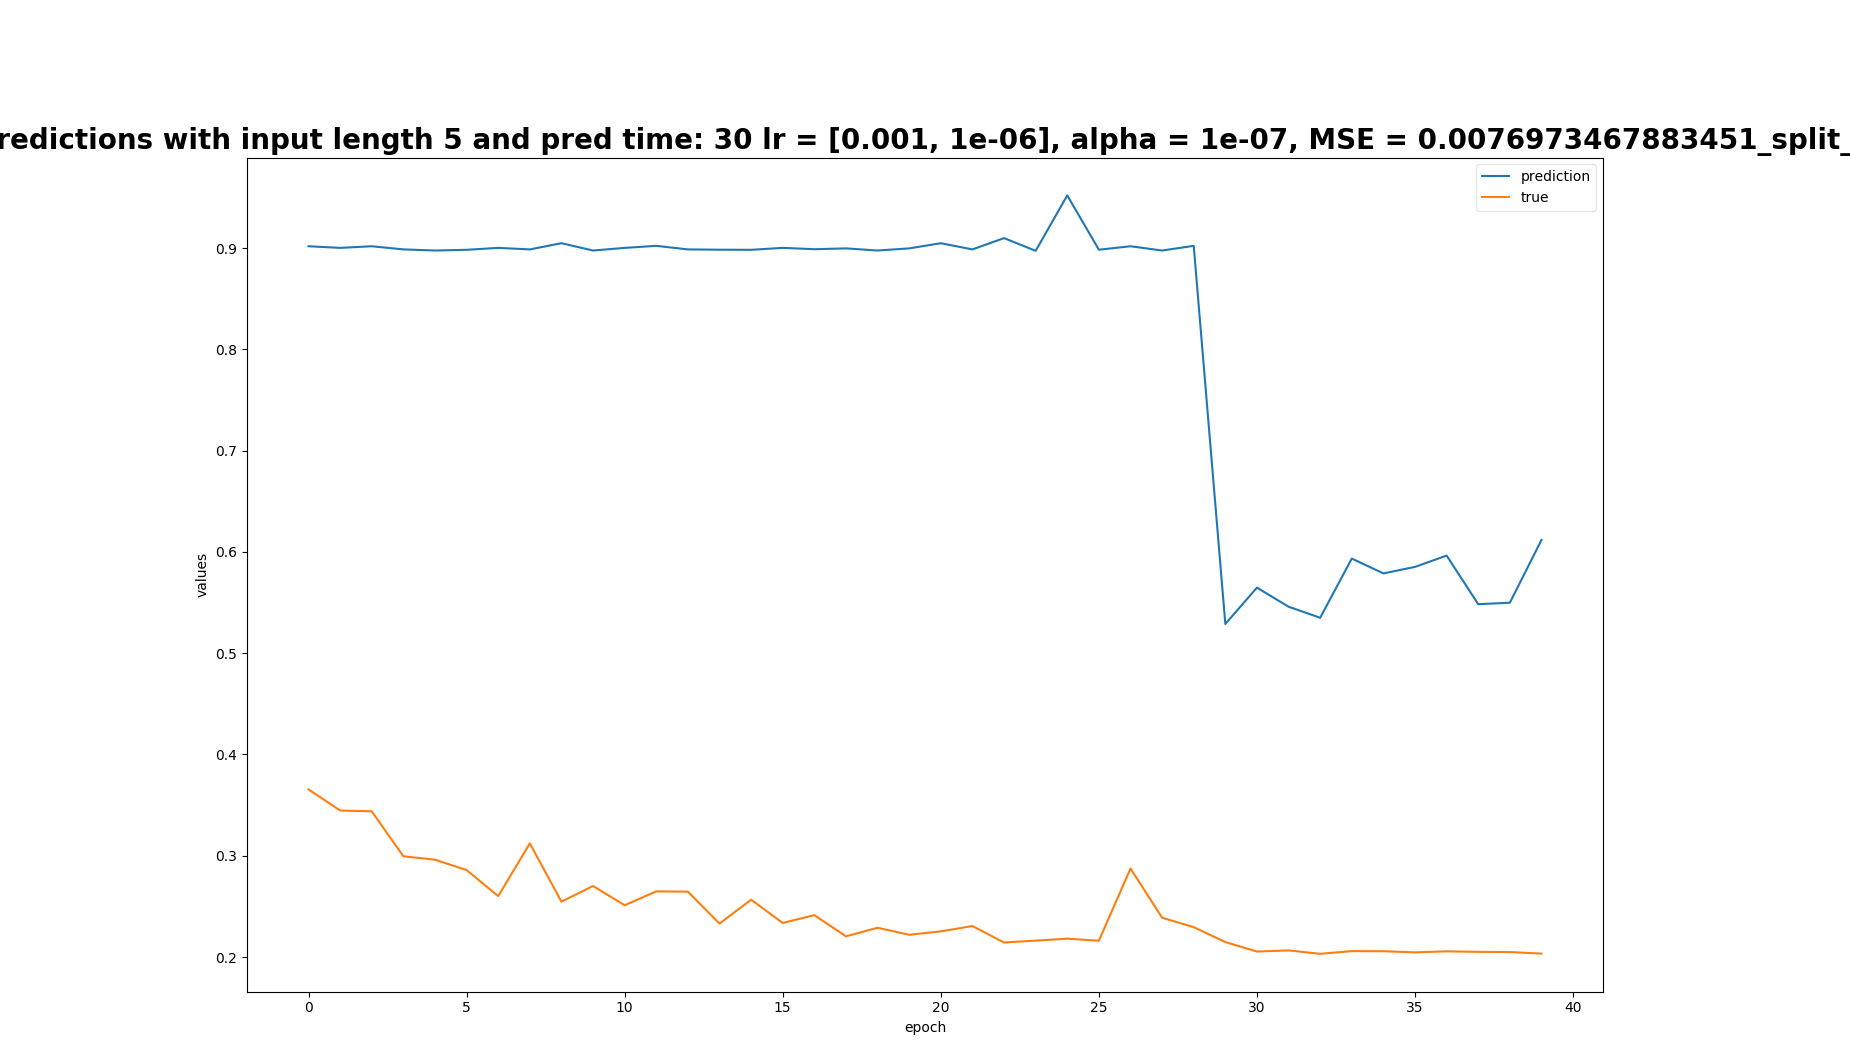 redictions with input length 5 and pred time: 30 lr = [0.001, 1e-06], alpha = 1e-07, MSE = 0.0076973467883451_split_
prediction
true
0.9
0.8
0.7
0.6
0.5
0.4
0.3
0.2
values
0 5 10 15 20 25 30 35 40
epoch